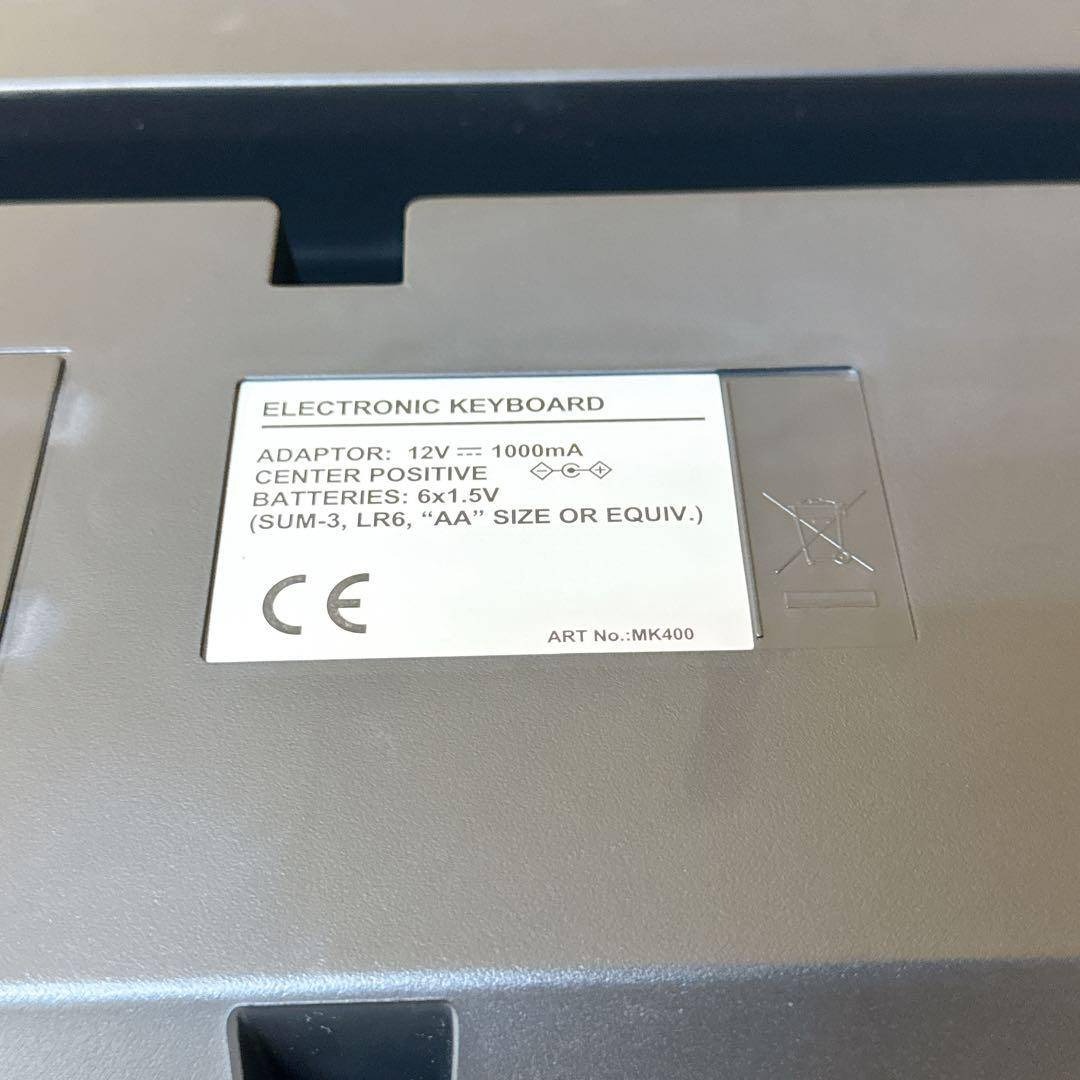 ELECTRONIC KEYBOARD
ADAPTOR: 12V ⎓ 1000mA
CENTER POSITIVE
BATTERIES: 6x1.5V
(SUM-3, LR6, “AA” SIZE OR EQUIV.)
CE
ART No.:MK400